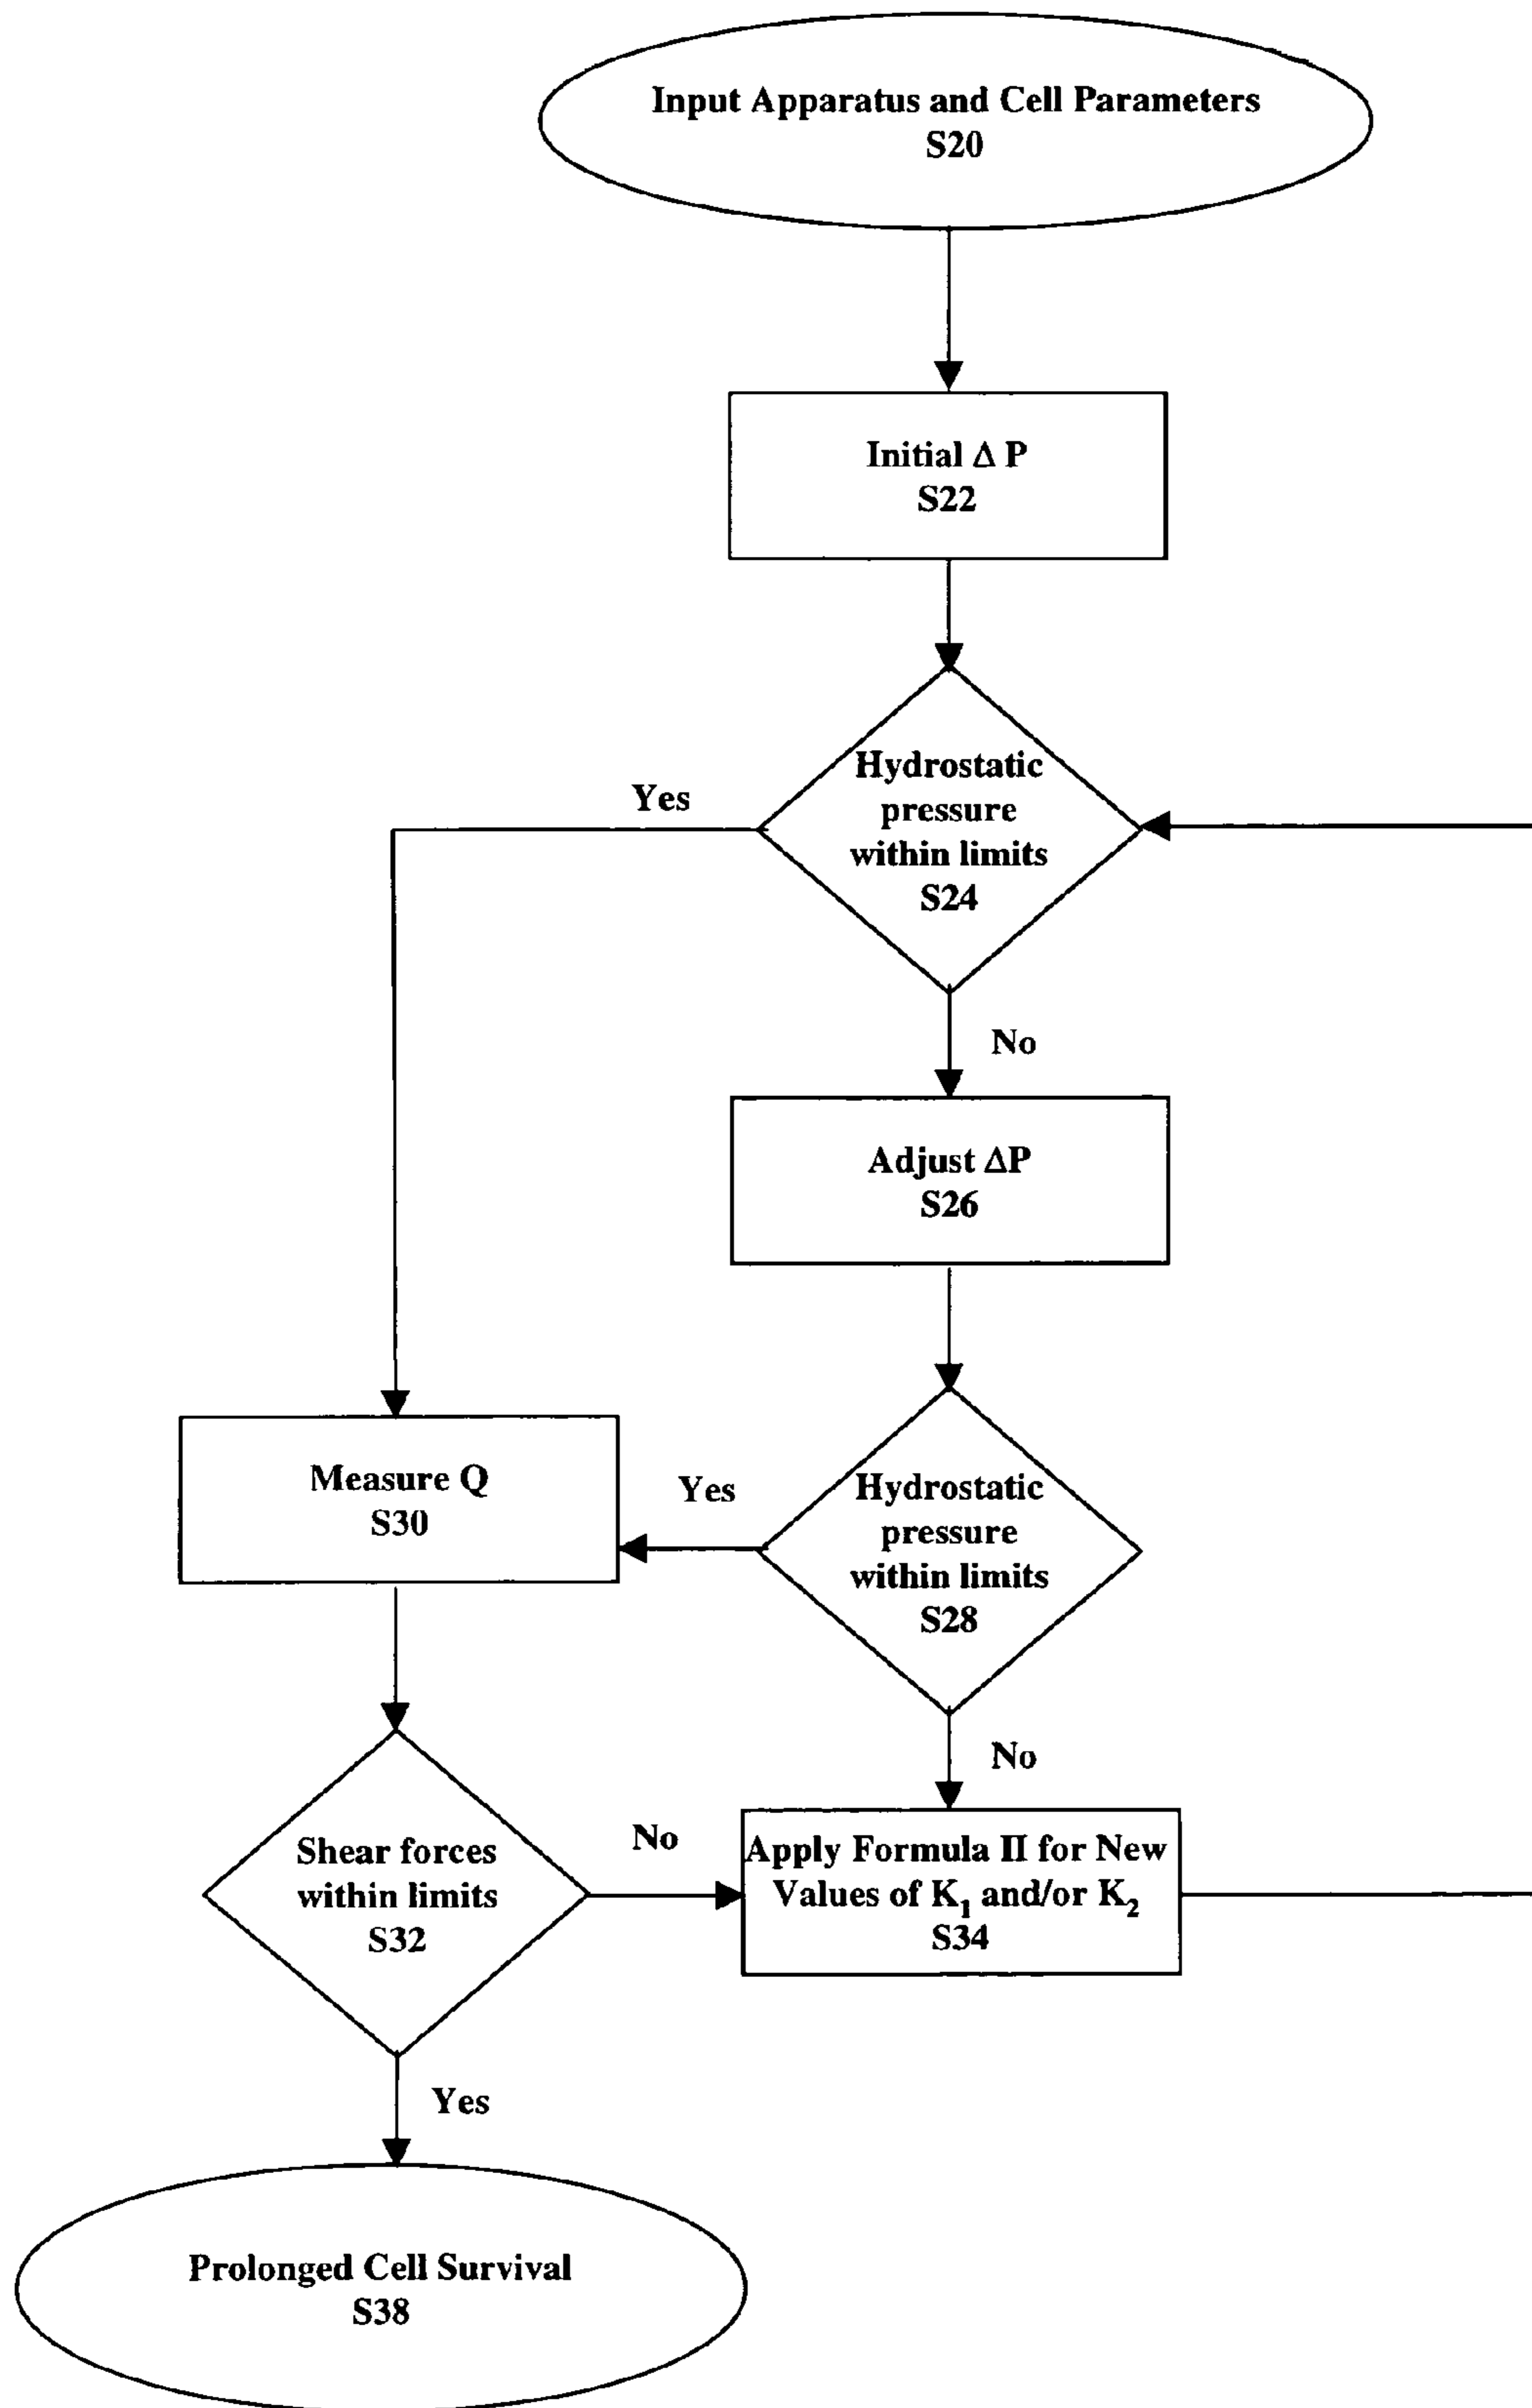 Input Apparatus and Cell Parameters
S20
Initial Δ P
S22
Hydrostatic
pressure
within limits
S24
Yes
No
Adjust ΔP
S26
Measure Q
S30
Yes
Hydrostatic
pressure
within limits
S28
No
Shear forces
within limits
S32
No
Apply Formula II for New
Values of K₁ and/or K₂
S34
Yes
Prolonged Cell Survival
S38